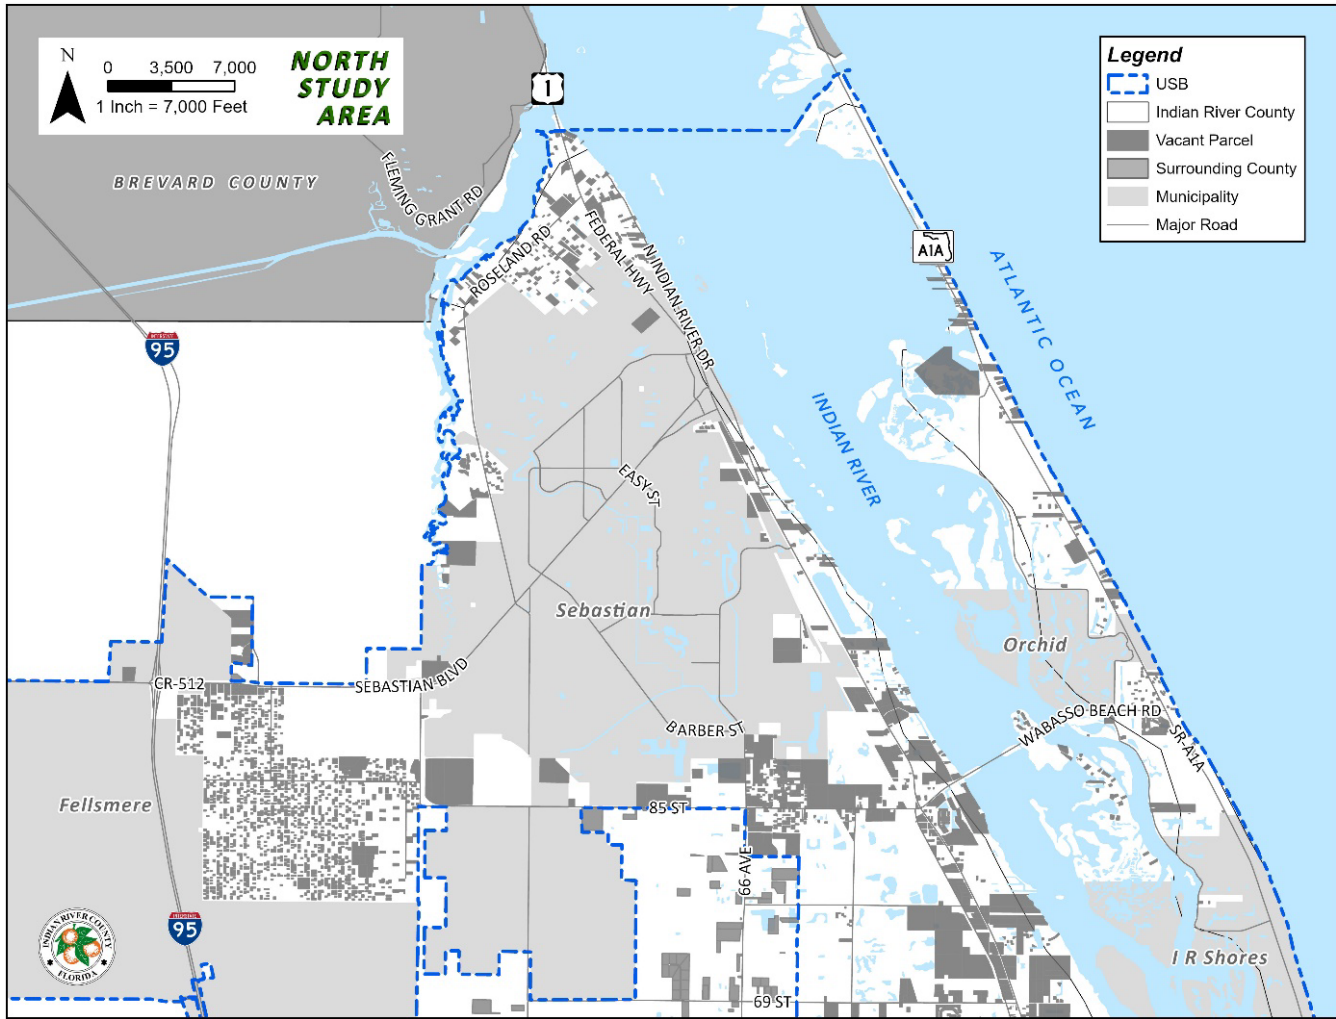 N
0 3,500 7,000
1 Inch = 7,000 Feet
NORTH
STUDY
AREA
1
Legend
USB
Indian River County
Vacant Parcel
Surrounding County
Municipality
Major Road
BREVARD COUNTY
FLEMING GRANT RD
ROSELAND RD
FEDERAL HWY
N INDIAN RIVER DR
A1A
ATLANTIC OCEAN
95
INDIAN RIVER
EASY ST
Sebastian
Orchid
CR-512
SEBASTIAN BLVD
BARBER ST
WABASSO BEACH RD
SR-A1A
Fellsmere
85 ST
66 AVE
95
INDIAN RIVER COUNTY
FLORIDA
I R Shores
69 ST